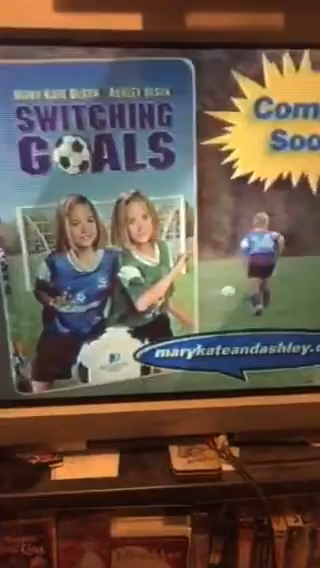 MARY-KATE OLSEN ASHLEY OLSEN
SWITCHING
GOALS
Com
Soo
marykateandashley.c